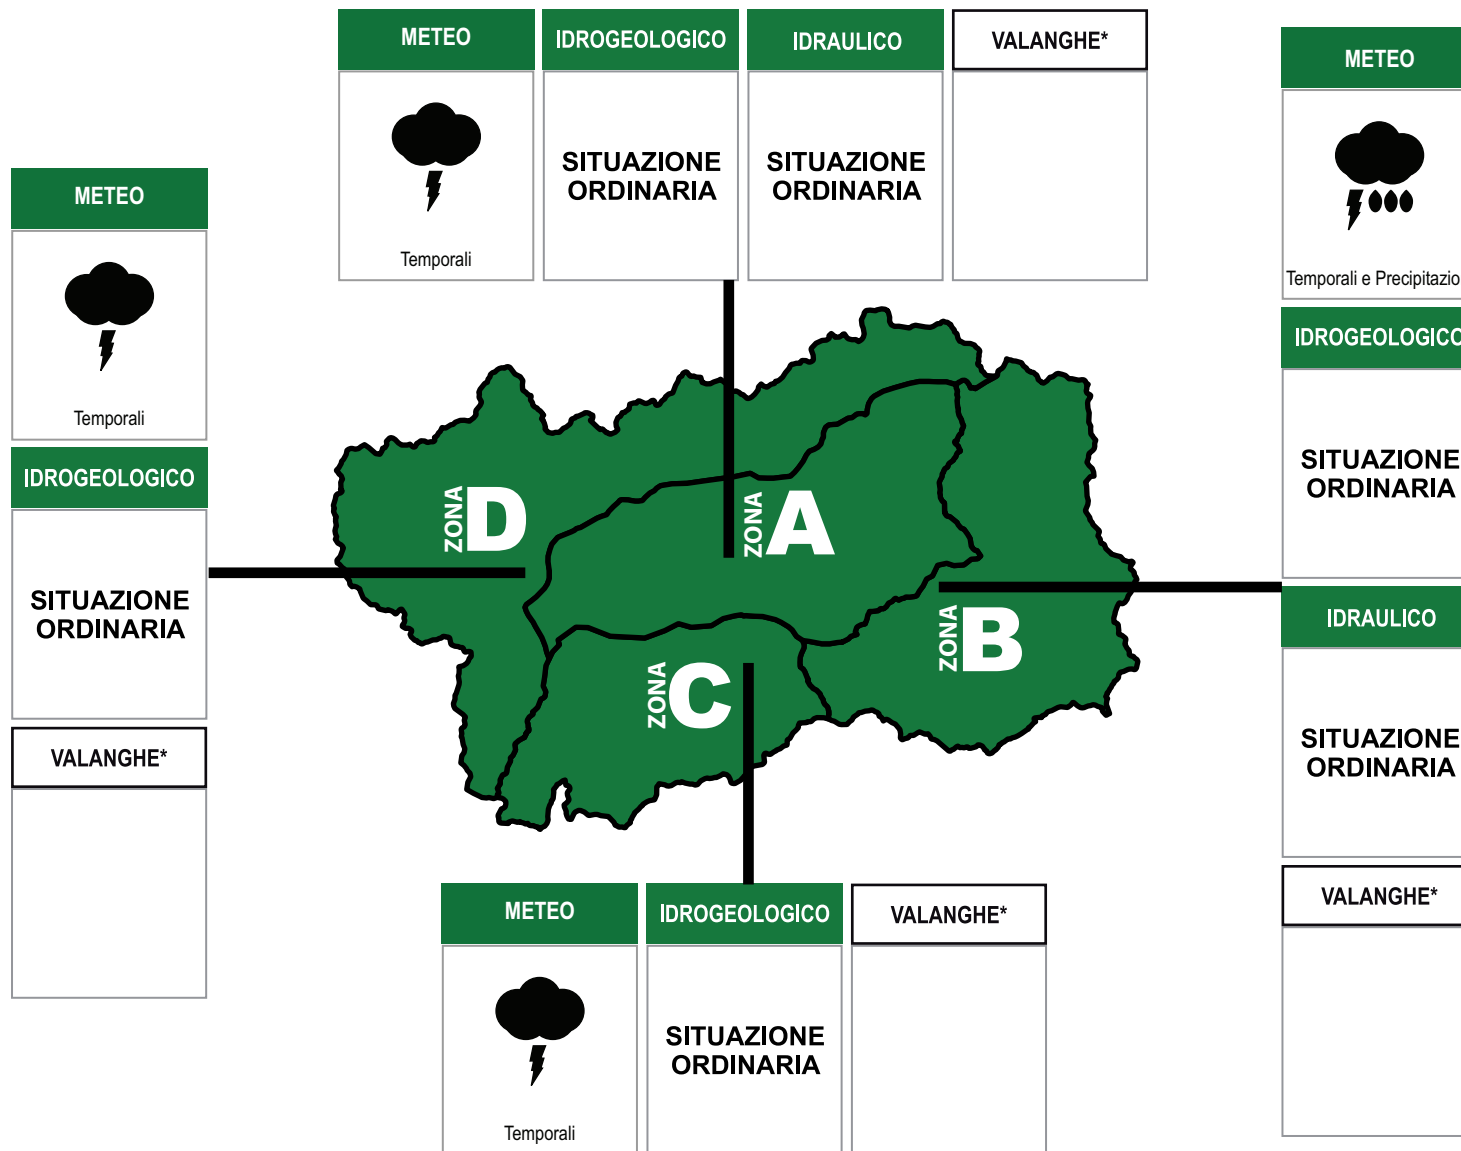 METEO
Temporali
IDROGEOLOGICO
SITUAZIONE
ORDINARIA
IDRAULICO
SITUAZIONE
ORDINARIA
VALANGHE*
METEO
Temporali
IDROGEOLOGICO
SITUAZIONE
ORDINARIA
VALANGHE*
METEO
Temporali e Precipitazio
IDROGEOLOGICO
SITUAZIONE
ORDINARIA
IDRAULICO
SITUAZIONE
ORDINARIA
VALANGHE*
ZONA D
ZONA A
ZONA B
ZONA C
METEO
Temporali
IDROGEOLOGICO
SITUAZIONE
ORDINARIA
VALANGHE*